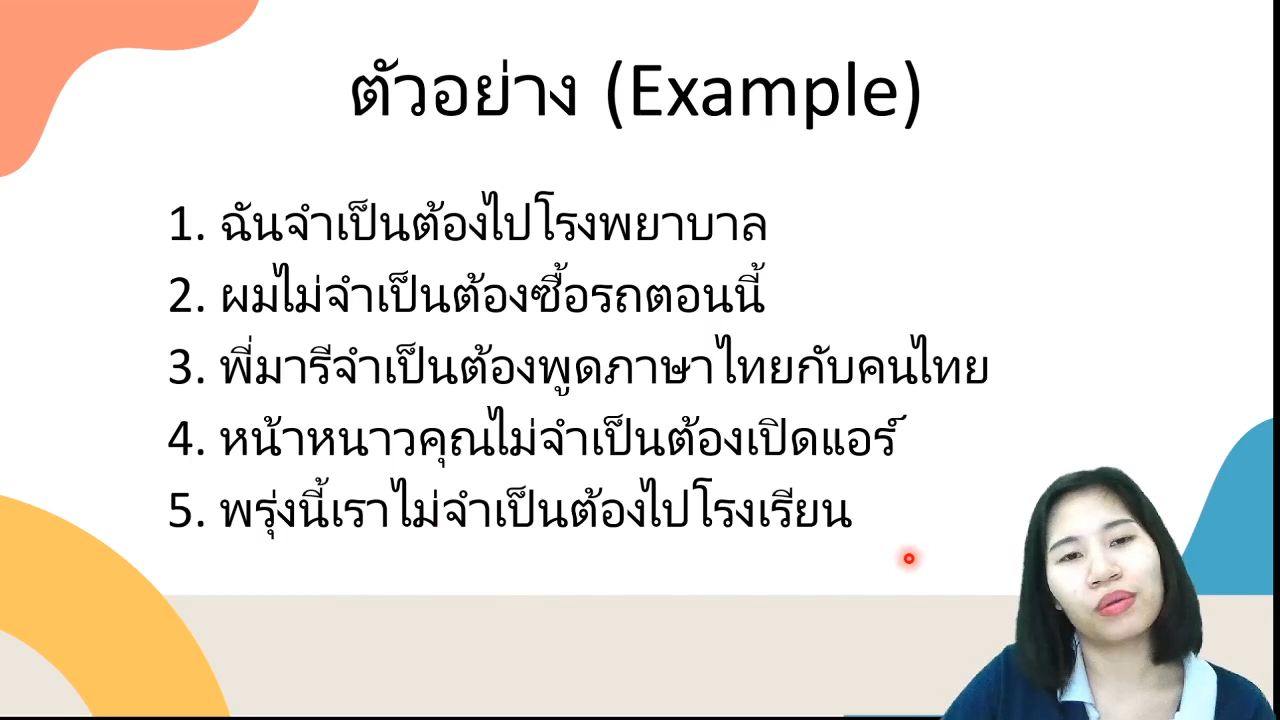 ตัวอย่าง (Example)
1. ฉันจำเป็นต้องไปโรงพยาบาล
2. ผมไม่จำเป็นต้องซื้อรถตอนนี้
3. พี่มารีจำเป็นต้องพูดภาษาไทยกับคนไทย
4. หน้าหนาวคุณไม่จำเป็นต้องเปิดแอร์
5. พรุ่งนี้เราไม่จำเป็นต้องไปโรงเรียน